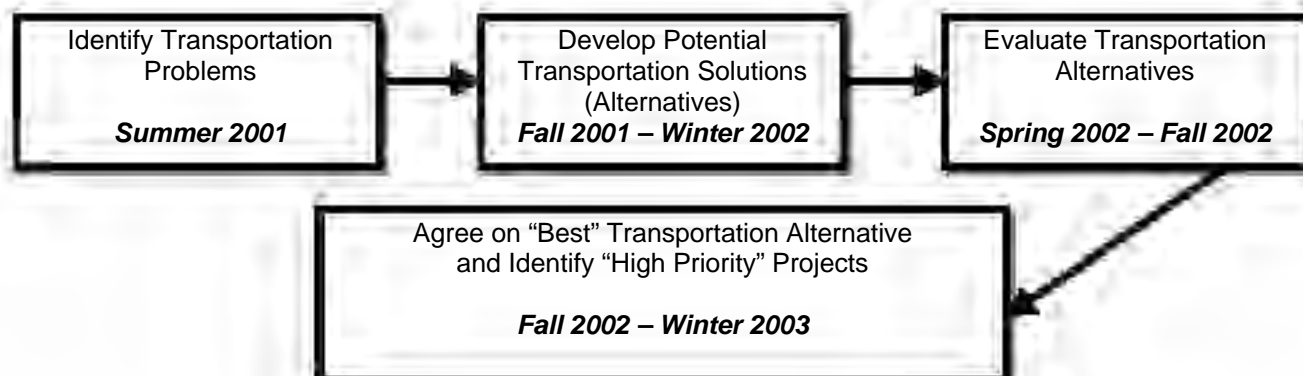 Identify Transportation
Problems
Summer 2001
Develop Potential
Transportation Solutions
(Alternatives)
Fall 2001 – Winter 2002
Evaluate Transportation
Alternatives
Spring 2002 – Fall 2002
Agree on “Best” Transportation Alternative
and Identify “High Priority” Projects
Fall 2002 – Winter 2003